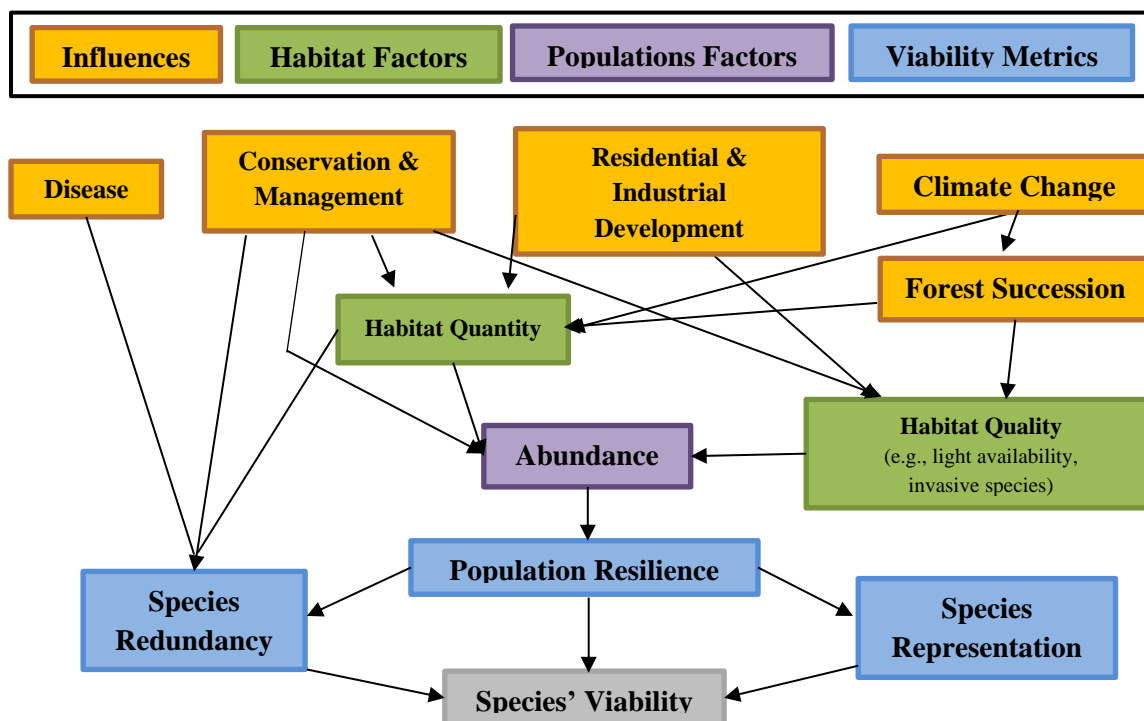 Influences
Habitat Factors
Populations Factors
Viability Metrics
Conservation &
Management
Residential &
Industrial
Development
Disease
Climate Change
Forest Succession
Habitat Quantity
Habitat Quality
(e.g., light availability,
invasive species)
Abundance
Population Resilience
Species
Redundancy
Species
Representation
Species’ Viability